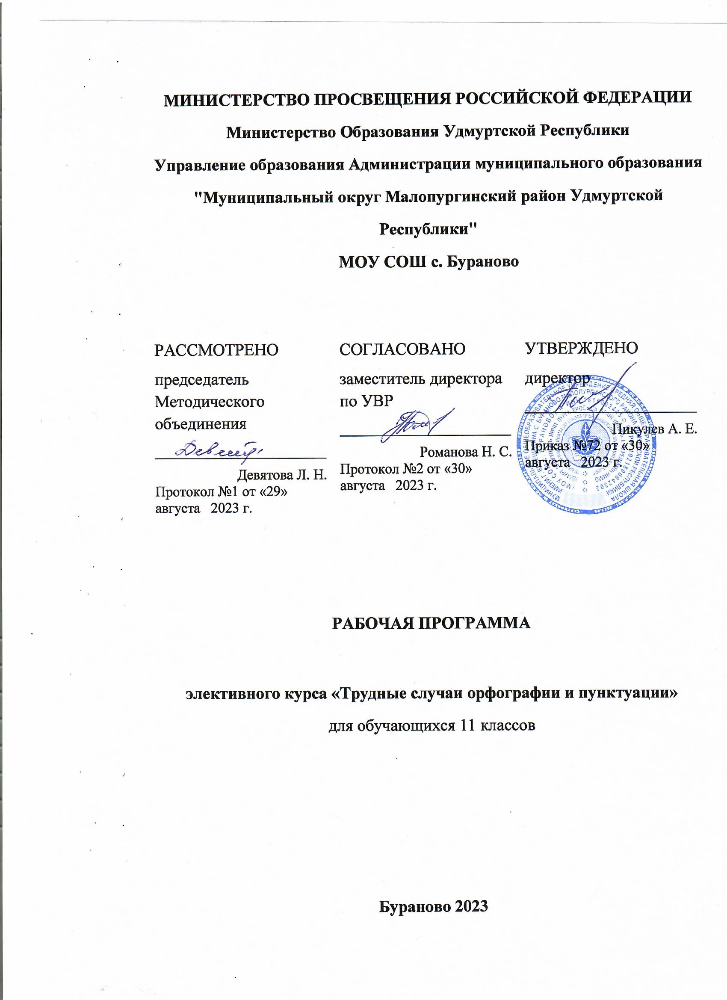 МИНИСТЕРСТВО ПРОСВЕЩЕНИЯ РОССИЙСКОЙ ФЕДЕРАЦИИ
Министерство Образования Удмуртской Республики
Управление образования Администрации муниципального образования
"Муниципальный округ Малопургинский район Удмуртской
Республики"
МОУ СОШ с. Бураново
РАССМОТРЕНО
председатель
Методического
объединения
Девятова Л. Н.
Протокол №1 от «29»
августа 2023 г.
СОГЛАСОВАНО
заместитель директора
по УВР
Романова Н. С.
Протокол №2 от «30»
августа 2023 г.
УТВЕРЖДЕНО
директор
Пикулев А. Е.
Приказ №72 от «30»
августа 2023 г.
РАБОЧАЯ ПРОГРАММА
элективного курса «Трудные случаи орфографии и пунктуации»
для обучающихся 11 классов
Бураново 2023